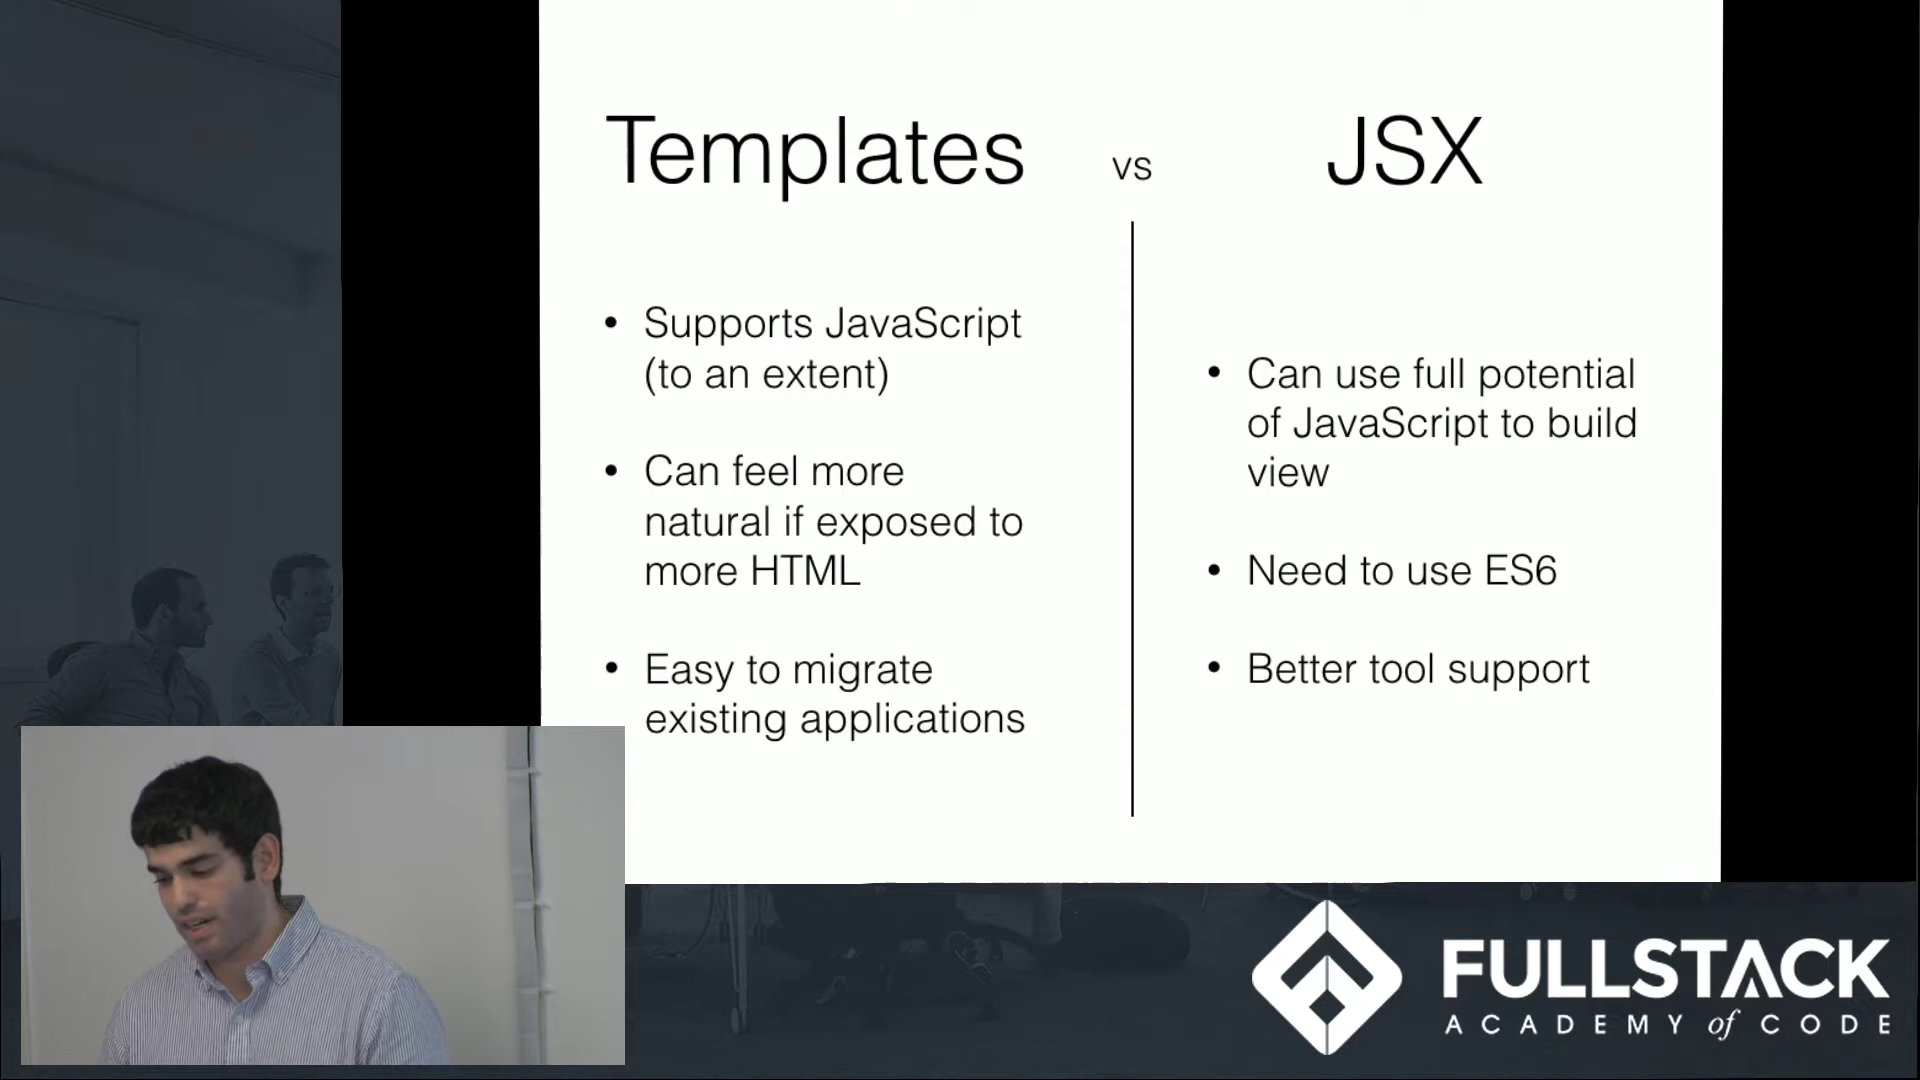 Templates vs JSX
• Supports JavaScript
(to an extent)
• Can feel more
natural if exposed to
more HTML
• Easy to migrate
existing applications
• Can use full potential
of JavaScript to build
view
• Need to use ES6
• Better tool support
FULLSTACK
ACADEMY of CODE